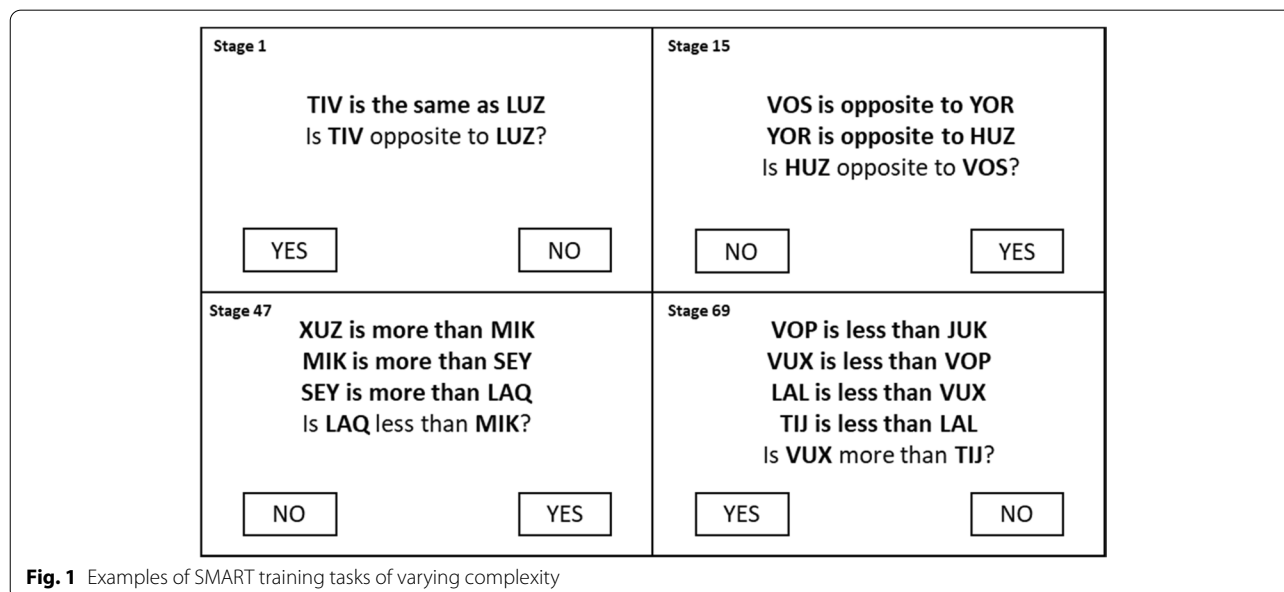 Stage 1
TIV is the same as LUZ
Is TIV opposite to LUZ?
YES
NO
Stage 15
VOS is opposite to YOR
YOR is opposite to HUZ
Is HUZ opposite to VOS?
NO
YES
Stage 47
XUZ is more than MIK
MIK is more than SEY
SEY is more than LAQ
Is LAQ less than MIK?
NO
YES
Stage 69
VOP is less than JUK
VUX is less than VOP
LAL is less than VUX
TIJ is less than LAL
Is VUX more than TIJ?
YES
NO
Fig. 1 Examples of SMART training tasks of varying complexity